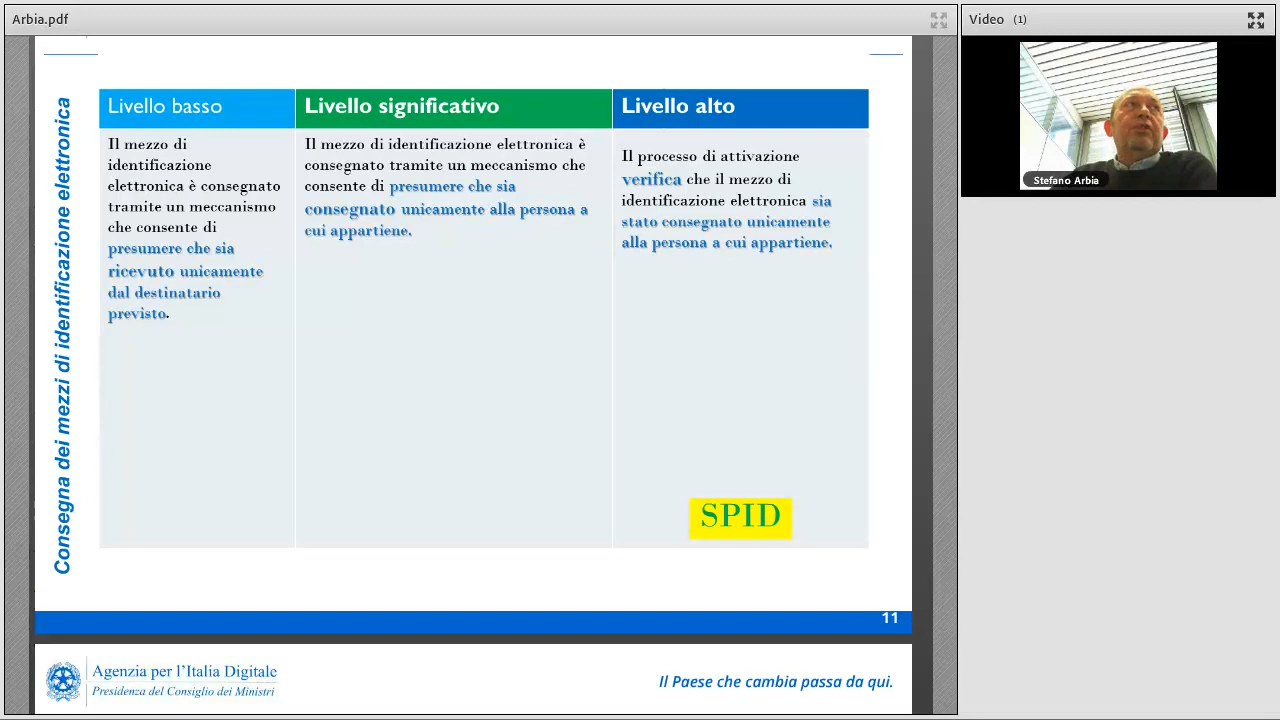 Arbia.pdf
Video (1)
Stefano Arbia
Consegna dei mezzi di identificazione elettronica
Livello basso
Il mezzo di
identificazione
elettronica è consegnato
tramite un meccanismo
che consente di
presumere che sia
ricevuto unicamente
dal destinatario
previsto.
Livello significativo
Il mezzo di identificazione elettronica è
consegnato tramite un meccanismo che
consente di presumere che sia
consegnato unicamente alla persona a
cui appartiene.
Livello alto
Il processo di attivazione
verifica che il mezzo di
identificazione elettronica sia
stato consegnato unicamente
alla persona a cui appartiene.
SPID
11
Agenzia per l'Italia Digitale
Presidenza del Consiglio dei Ministri
Il Paese che cambia passa da qui.